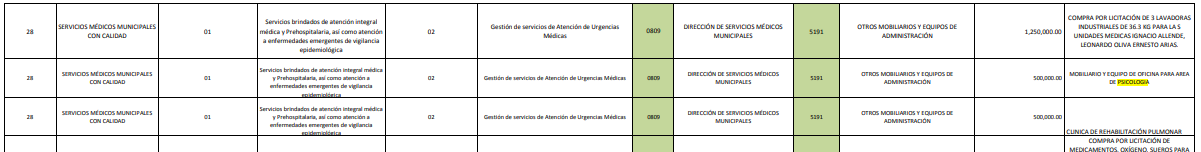 28 SERVICIOS MÉDICOS MUNICIPALES CON CALIDAD 01 Servicios brindados de atención integral médica y Prehospitalaria, así como atención a enfermedades emergentes de vigilancia epidemiológica 02 Gestión de servicios de Atención de Urgencias Médicas 0809 DIRECCIÓN DE SERVICIOS MÉDICOS MUNICIPALES 5191 OTROS MOBILIARIOS Y EQUIPOS DE ADMINISTRACIÓN 1,250,000.00 COMPRA POR LICITACIÓN DE 3 LAVADORAS INDUSTRIALES DE 36.3 KG PARA LA 5 UNIDADES MEDICAS IGNACIO ALLENDE, LEONARDO OLIVA ERNESTO ARIAS.
28 SERVICIOS MÉDICOS MUNICIPALES CON CALIDAD 01 Servicios brindados de atención integral médica y Prehospitalaria, así como atención a enfermedades emergentes de vigilancia epidemiológica 02 Gestión de servicios de Atención de Urgencias Médicas 0809 DIRECCIÓN DE SERVICIOS MÉDICOS MUNICIPALES 5191 OTROS MOBILIARIOS Y EQUIPOS DE ADMINISTRACIÓN 500,000.00 MOBILIARIO Y EQUIPO DE OFICINA PARA AREA DE PSICOLOGIA
28 SERVICIOS MÉDICOS MUNICIPALES CON CALIDAD 01 Servicios brindados de atención integral médica y Prehospitalaria, así como atención a enfermedades emergentes de vigilancia epidemiológica 02 Gestión de servicios de Atención de Urgencias Médicas 0809 DIRECCIÓN DE SERVICIOS MÉDICOS MUNICIPALES 5191 OTROS MOBILIARIOS Y EQUIPOS DE ADMINISTRACIÓN 500,000.00 CLINICA DE REHABILITACIÓN PULMONAR
COMPRA POR LICITACIÓN DE
MEDICAMENTOS, OXÍGENO, SUEROS PARA